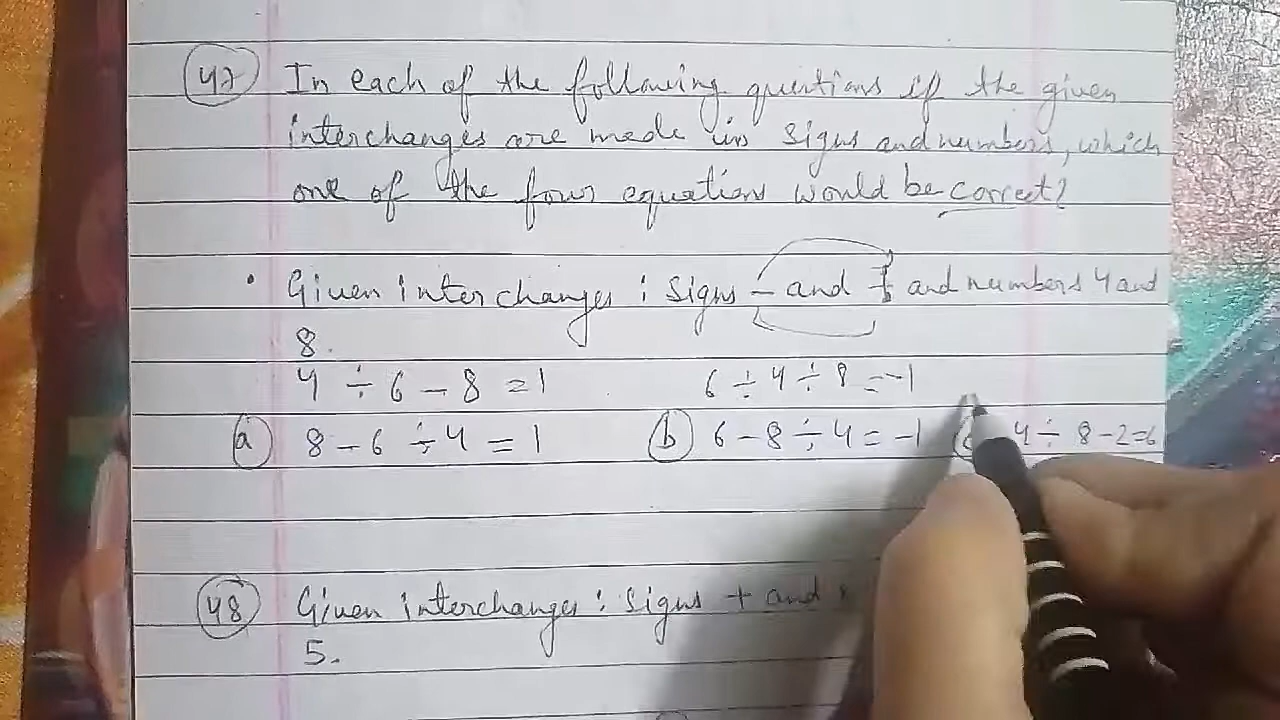 47 In each of the following questions if the given
interchanges are made in signs and numbers, which
one of the four equations would be correct?
• Given interchanges : Signs – and ÷ and numbers 4 and
8.
4 ÷ 6 – 8 = 1 6 ÷ 4 ÷ 8 = -1
(a) 8 – 6 ÷ 4 = 1 (b) 6 – 8 ÷ 4 = -1 4 ÷ 8 – 2 = 6
48 Given interchanges : Signs + and
5.